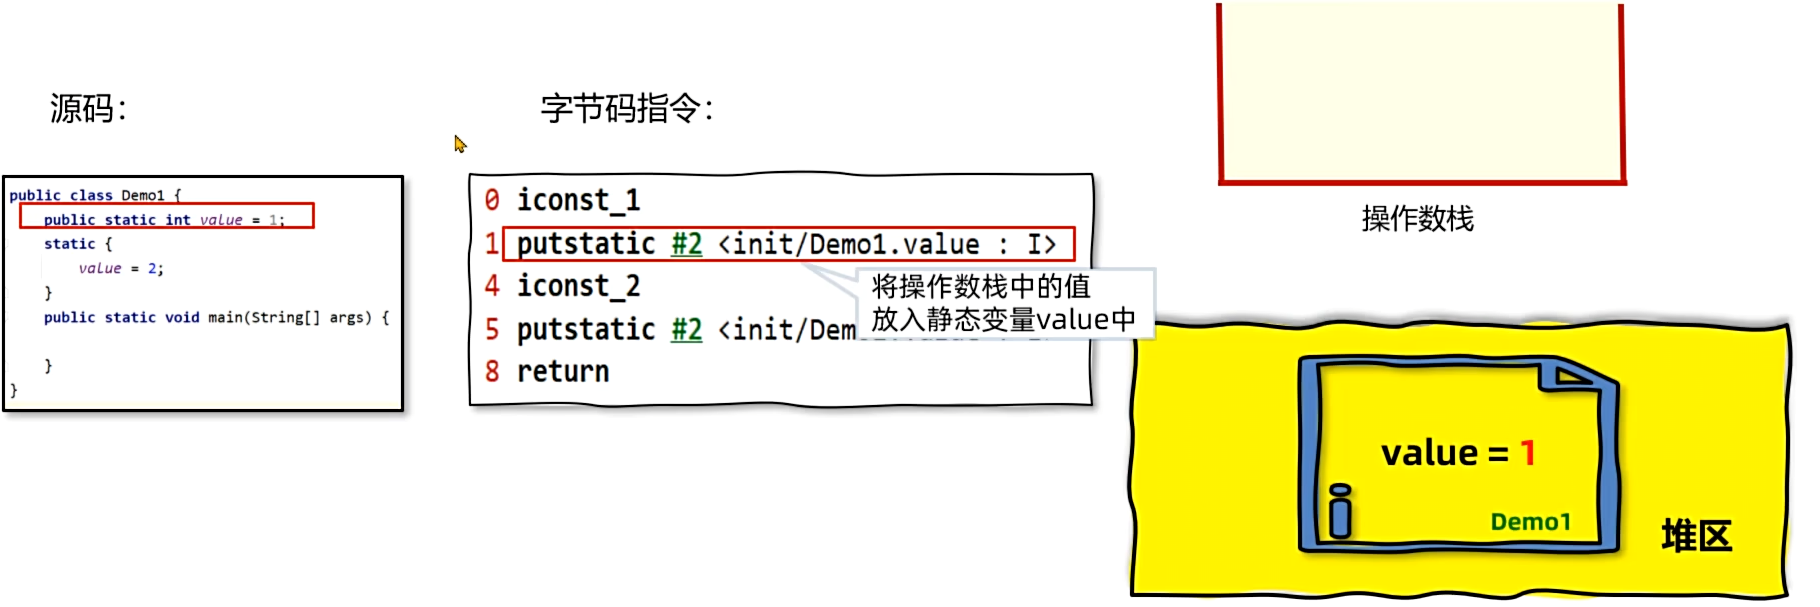 源码：
public class Demo1 {
public static int value = 1;
static {
value = 2;
}
public static void main(String[] args) {
}
}
字节码指令：
0 iconst_1
1 putstatic #2 <init/Demo1.value : I>
将操作数栈中的值
放入静态变量value中
4 iconst_2
5 putstatic #2 <init/Dem
8 return
操作数栈
value = 1
Demo1
堆区